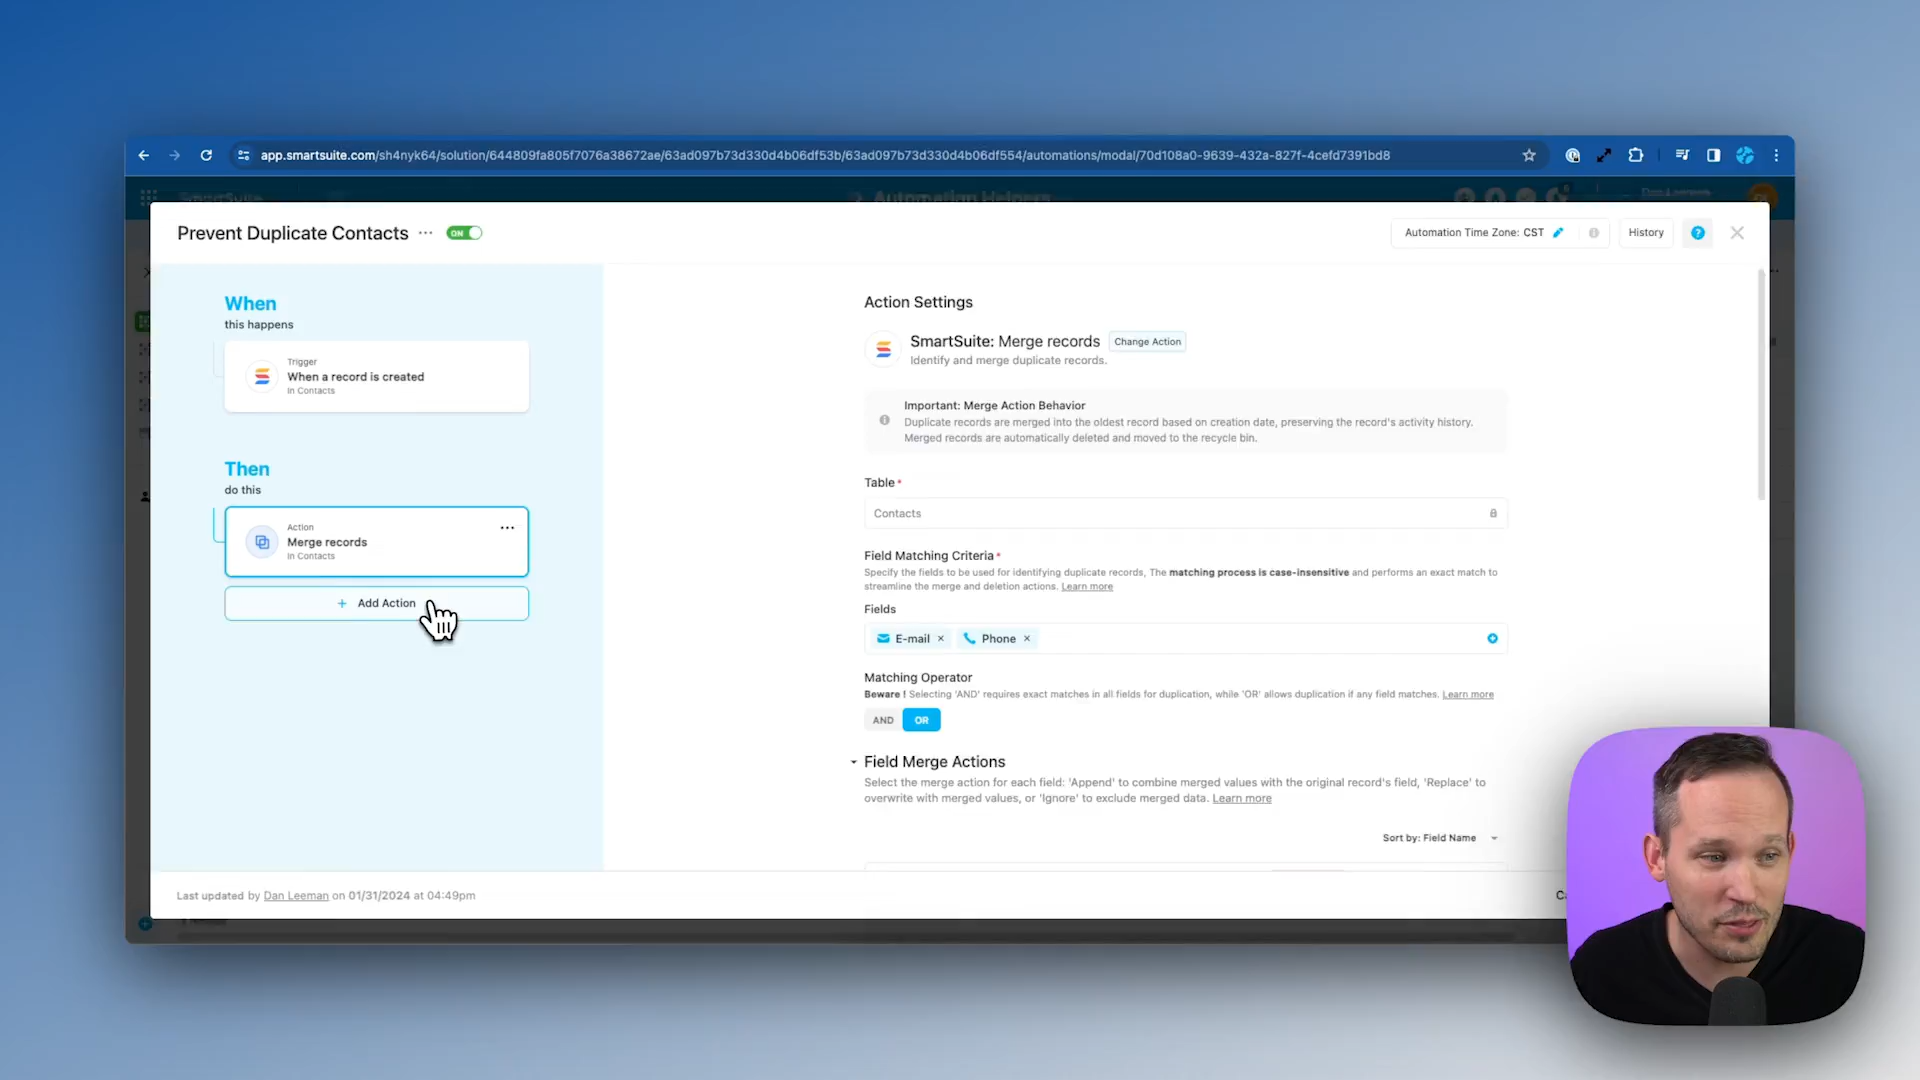 app.smartsuite.com/sh4nyk64/solution/644809fa805f7076a38672ae/63ad097b73d330d4b06df53b/63ad097b73d330d4b06df554/automations/modal/70d108a0-9639-432a-827f-4cefd7391bd8
SmartSuite
Automation Helpers
Prevent Duplicate Contacts
ON
Automation Time Zone: CST
History
?
When
this happens
Trigger
When a record is created
in Contacts
Then
do this
Action
Merge records
in Contacts
+ Add Action
Action Settings
SmartSuite: Merge records
Change Action
Identify and merge duplicate records.
Important: Merge Action Behavior
Duplicate records are merged into the oldest record based on creation date, preserving the record's activity history.
Merged records are automatically deleted and moved to the recycle bin.
Table*
Contacts
Field Matching Criteria*
Specify the fields to be used for identifying duplicate records, The matching process is case-insensitive and performs an exact match to
streamline the merge and deletion actions. Learn more
Fields
E-mail ×
Phone ×
Matching Operator
Beware ! Selecting 'AND' requires exact matches in all fields for duplication, while 'OR' allows duplication if any field matches. Learn more
AND
OR
Field Merge Actions
Select the merge action for each field: 'Append' to combine merged values with the original record's field, 'Replace' to
overwrite with merged values, or 'Ignore' to exclude merged data. Learn more
Sort by: Field Name
Last updated by Dan Leeman on 01/31/2024 at 04:49pm